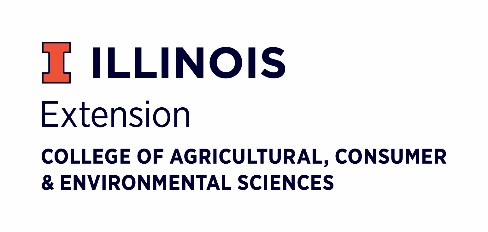 I ILLINOIS
Extension
COLLEGE OF AGRICULTURAL, CONSUMER
& ENVIRONMENTAL SCIENCES